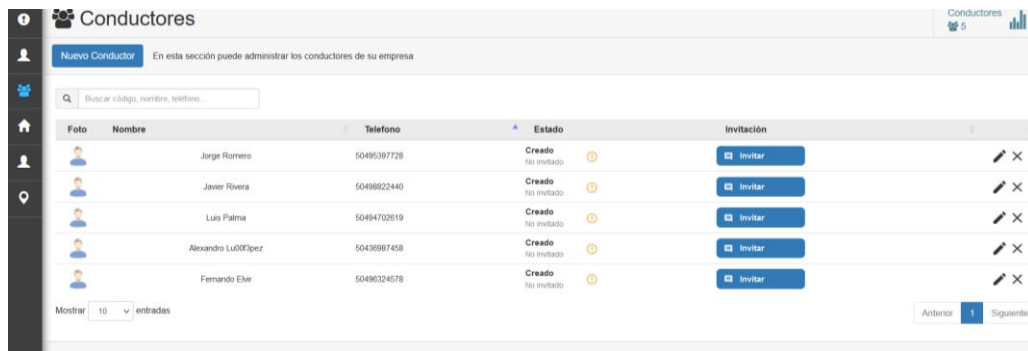 Conductores
Conductores
5
Nuevo Conductor En esta sección puede administrar los conductores de su empresa
Buscar código, nombre, teléfono...
Foto Nombre Telefono Estado Invitación
Jorge Romero 50495397728 Creado Invitar
No invitado
Javier Rivera 50498822440 Creado Invitar
No invitado
Luis Palma 50494702619 Creado Invitar
No invitado
Alexandro Lu00f3pez 50436987458 Creado Invitar
No invitado
Fernando Elvir 50496324578 Creado Invitar
No invitado
Mostrar 10 entradas Anterior 1 Siguiente